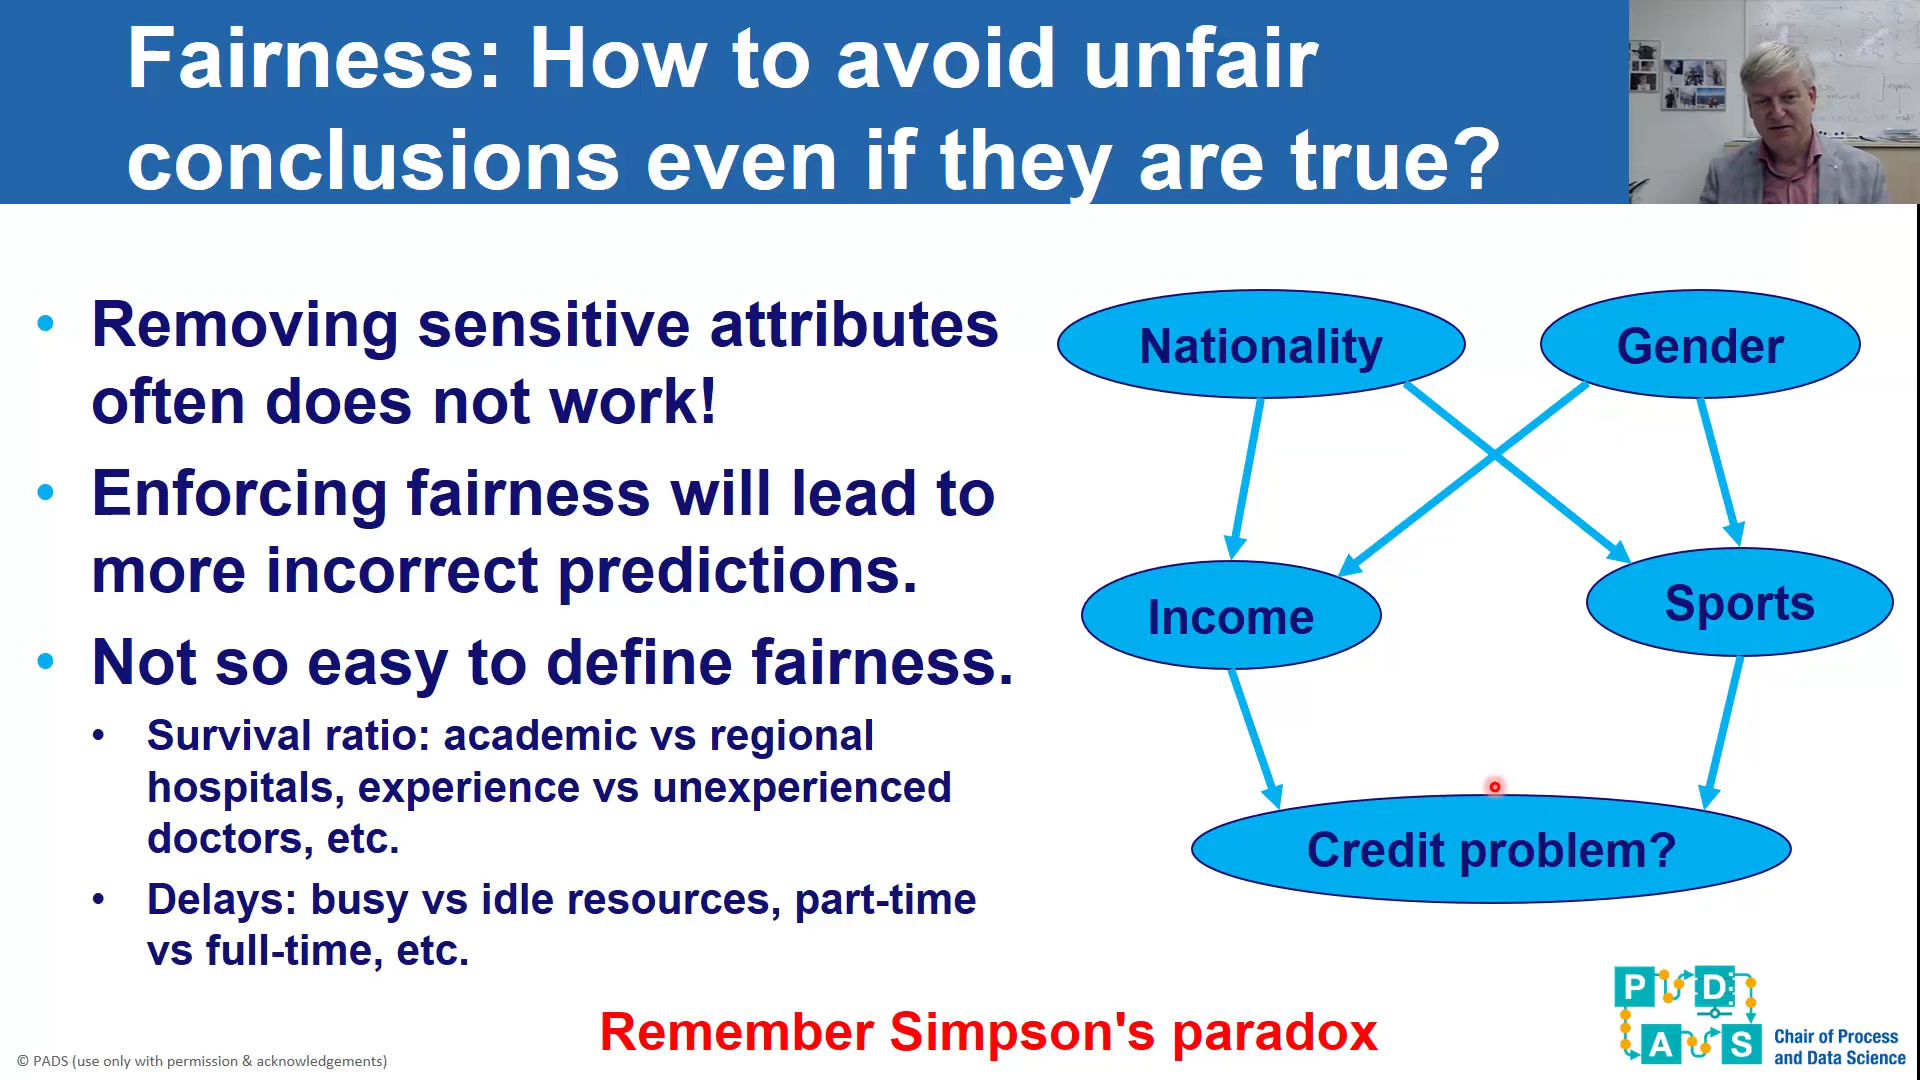 Fairness: How to avoid unfair
conclusions even if they are true?
• Removing sensitive attributes
often does not work!
• Enforcing fairness will lead to
more incorrect predictions.
• Not so easy to define fairness.
• Survival ratio: academic vs regional
hospitals, experience vs unexperienced
doctors, etc.
• Delays: busy vs idle resources, part-time
vs full-time, etc.
Nationality
Gender
Income
Sports
Credit problem?
Remember Simpson's paradox
© PADS (use only with permission & acknowledgements)
P D
A S
Chair of Process
and Data Science